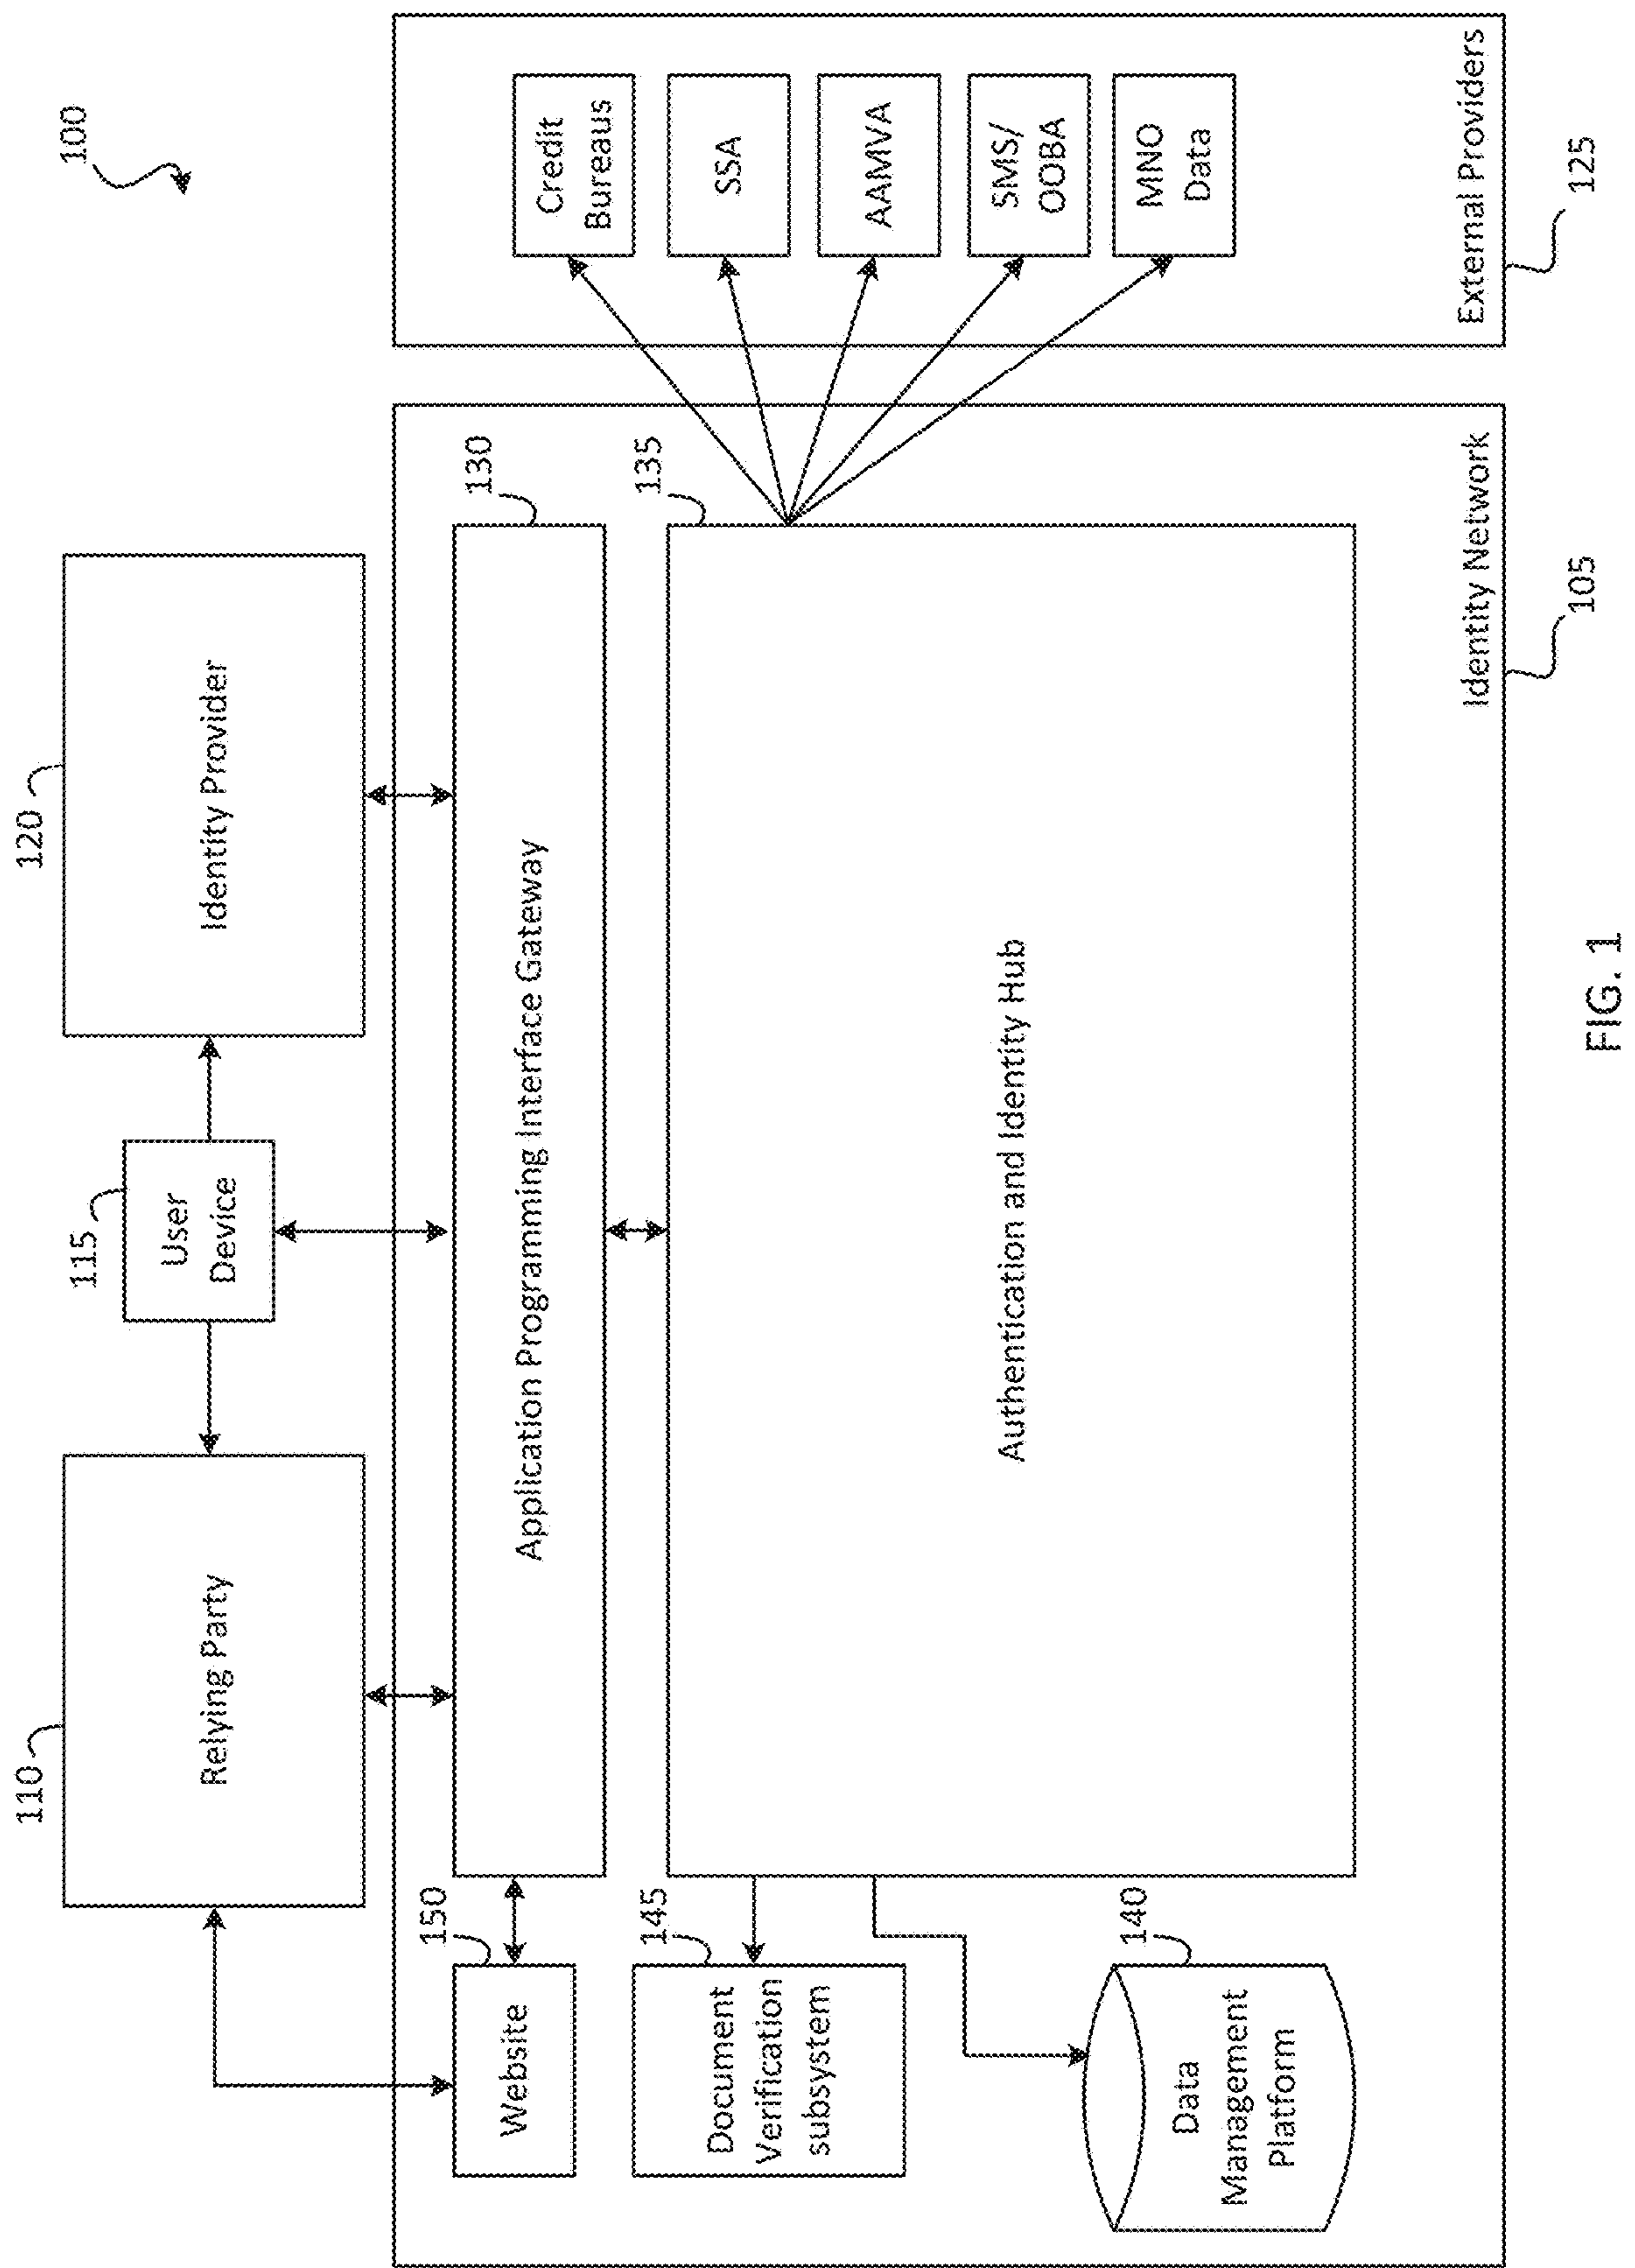 100
110
Relying Party
115
User
Device
120
Identity Provider
150
Website
130
Application Programming Interface Gateway
145
Document
Verification
subsystem
135
Authentication and Identity Hub
140
Data
Management
Platform
Identity Network
105
Credit
Bureaus
SSA
AAMVA
SMS/
OOBA
MNO
Data
External Providers
125
FIG. 1